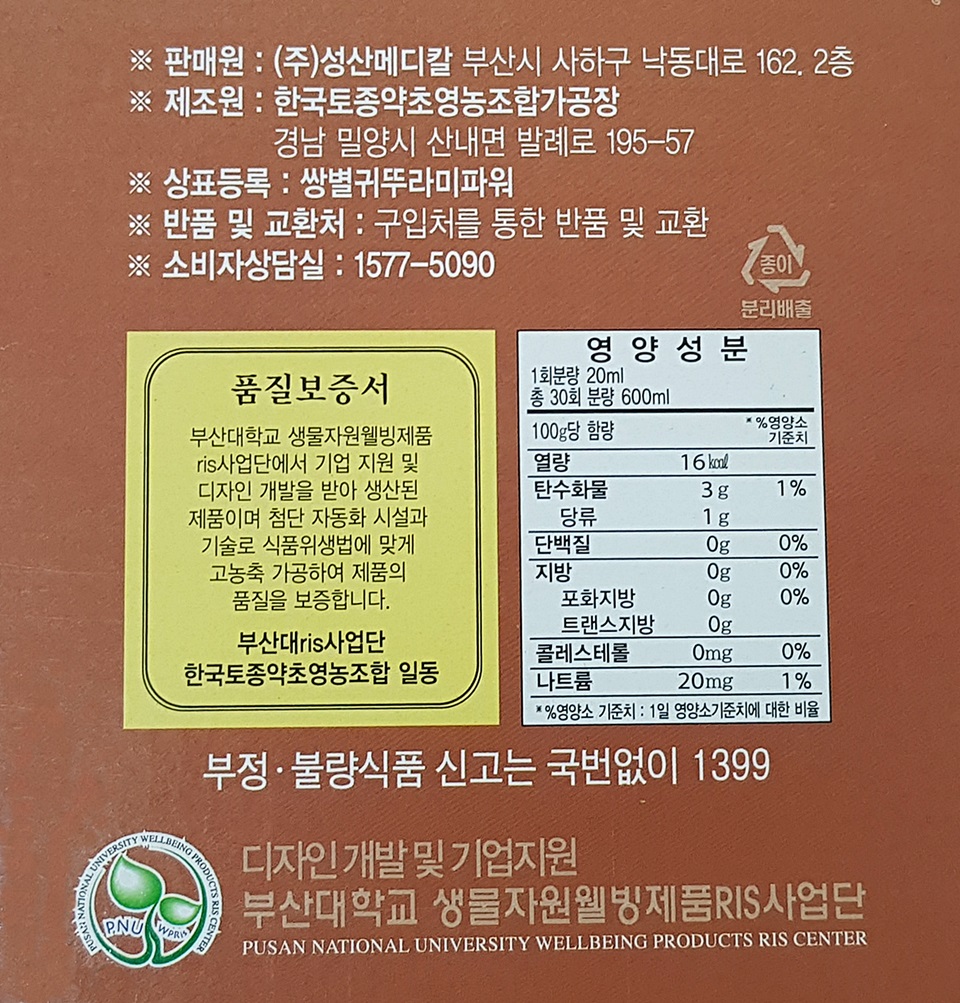 ※ 판매원 : (주)성산메디칼 부산시 사하구 낙동대로 162. 2층
※ 제조원 : 한국토종약초영농조합가공장
경남 밀양시 산내면 발례로 195-57
※ 상표등록 : 쌍별귀뚜라미파워
※ 반품 및 교환처 : 구입처를 통한 반품 및 교환
※ 소비자상담실 : 1577-5090
종이
분리배출
품질보증서
부산대학교 생물자원웰빙제품
ris사업단에서 기업 지원 및
디자인 개발을 받아 생산된
제품이며 첨단 자동화 시설과
기술로 식품위생법에 맞게
고농축 가공하여 제품의
품질을 보증합니다.
부산대ris사업단
한국토종약초영농조합 일동
영 양 성 분
1회분량 20ml
총 30회 분량 600ml
100g당 함량 *%영양소 기준치
열량 16kcal
탄수화물 3g 1%
당류 1g
단백질 0g 0%
지방 0g 0%
포화지방 0g 0%
트랜스지방 0g
콜레스테롤 0mg 0%
나트륨 20mg 1%
*%영양소 기준치 : 1일 영양소기준치에 대한 비율
부정·불량식품 신고는 국번없이 1399
PUSAN NATIONAL UNIVERSITY WELLBEING PRODUCTS RIS CENTER
PNU WPRIS
디자인개발및기업지원
부산대학교 생물자원웰빙제품RIS사업단
PUSAN NATIONAL UNIVERSITY WELLBEING PRODUCTS RIS CENTER